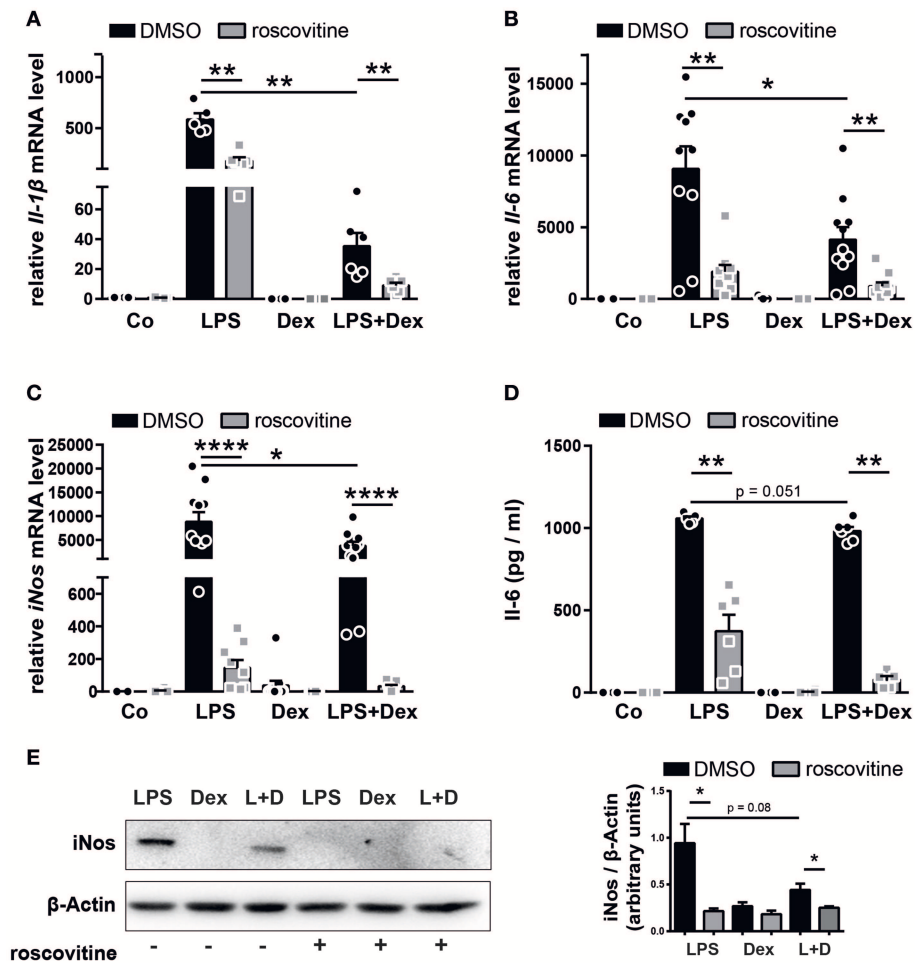 A
DMSO roscovitine
relative Il-1β mRNA level
1000
500
60
40
20
0
** ** **
Co LPS Dex LPS+Dex
B
DMSO roscovitine
relative Il-6 mRNA level
15000
10000
5000
0
** * **
Co LPS Dex LPS+Dex
C
DMSO roscovitine
relative iNos mRNA level
25000
20000
15000
10000
5000
600
400
200
0
**** * ****
Co LPS Dex LPS+Dex
D
DMSO roscovitine
Il-6 (pg / ml)
1500
1000
500
0
** p = 0.051 **
Co LPS Dex LPS+Dex
E
LPS Dex L+D LPS Dex L+D
iNos
β-Actin
roscovitine - - - + + +
DMSO roscovitine
iNos / β-Actin
(arbitrary units)
1.5
1.0
0.5
0.0
* p = 0.08 *
LPS Dex L+D